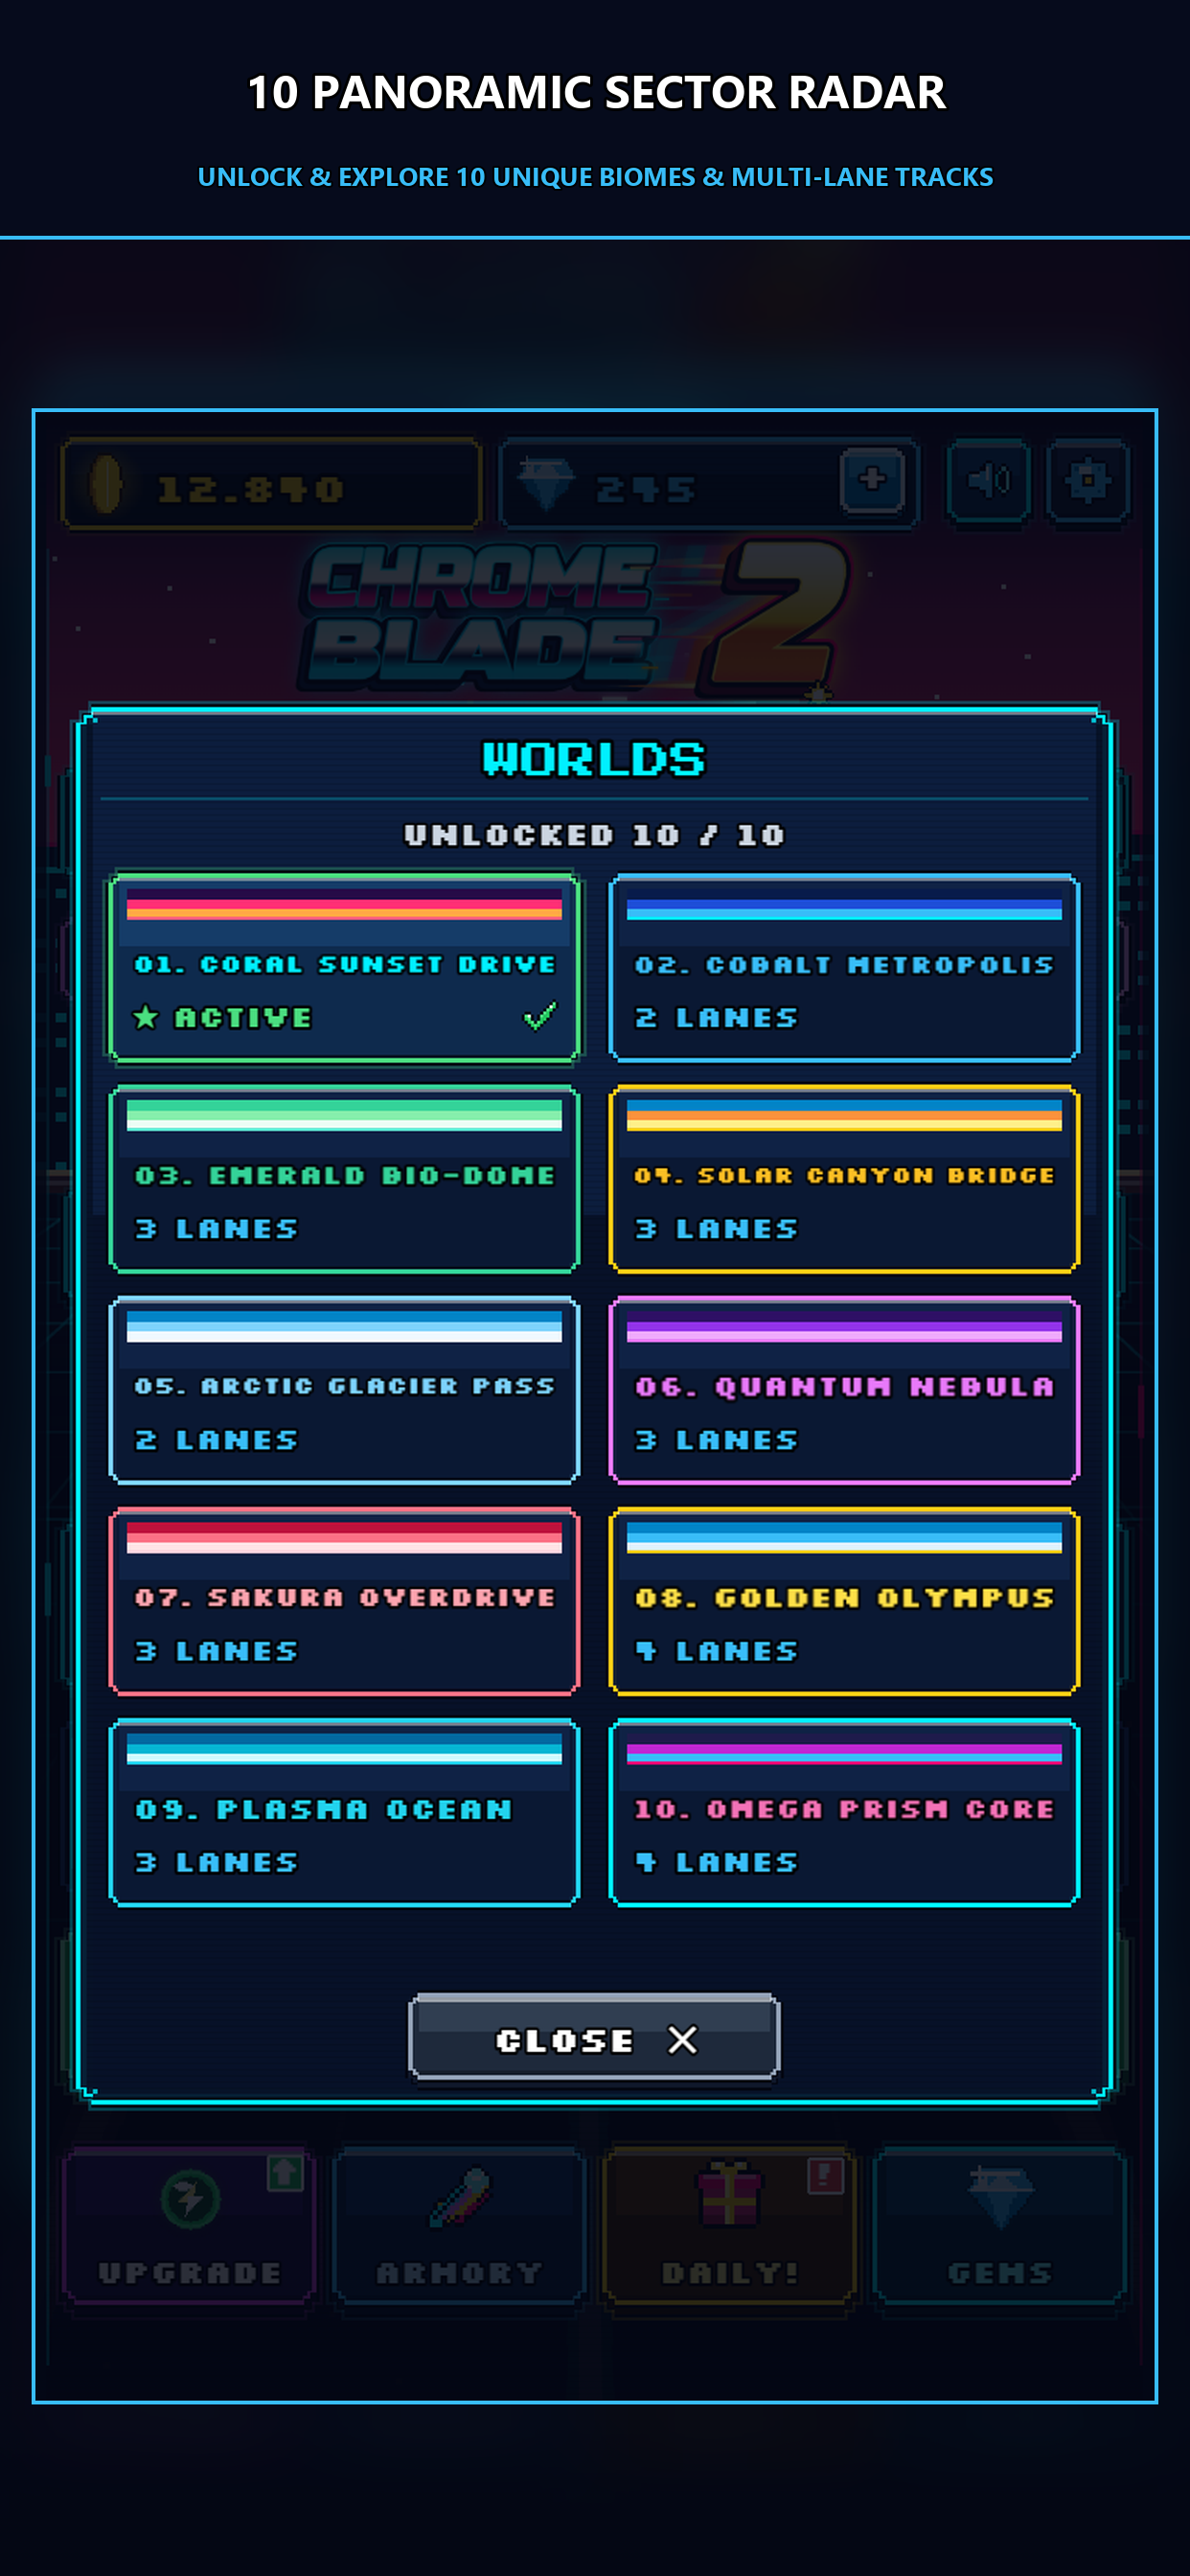 10 PANORAMIC SECTOR RADAR
UNLOCK & EXPLORE 10 UNIQUE BIOMES & MULTI-LANE TRACKS
12.840
245
CHROME
BLADE 2
WORLDS
UNLOCKED 10 / 10
01. CORAL SUNSET DRIVE
★ ACTIVE ✓
02. COBALT METROPOLIS
2 LANES
03. EMERALD BIO-DOME
3 LANES
04. SOLAR CANYON BRIDGE
3 LANES
05. ARCTIC GLACIER PASS
2 LANES
06. QUANTUM NEBULA
3 LANES
07. SAKURA OVERDRIVE
3 LANES
08. GOLDEN OLYMPUS
4 LANES
09. PLASMA OCEAN
3 LANES
10. OMEGA PRISM CORE
4 LANES
CLOSE X
UPGRADE
ARMORY
DAILY!
GEMS